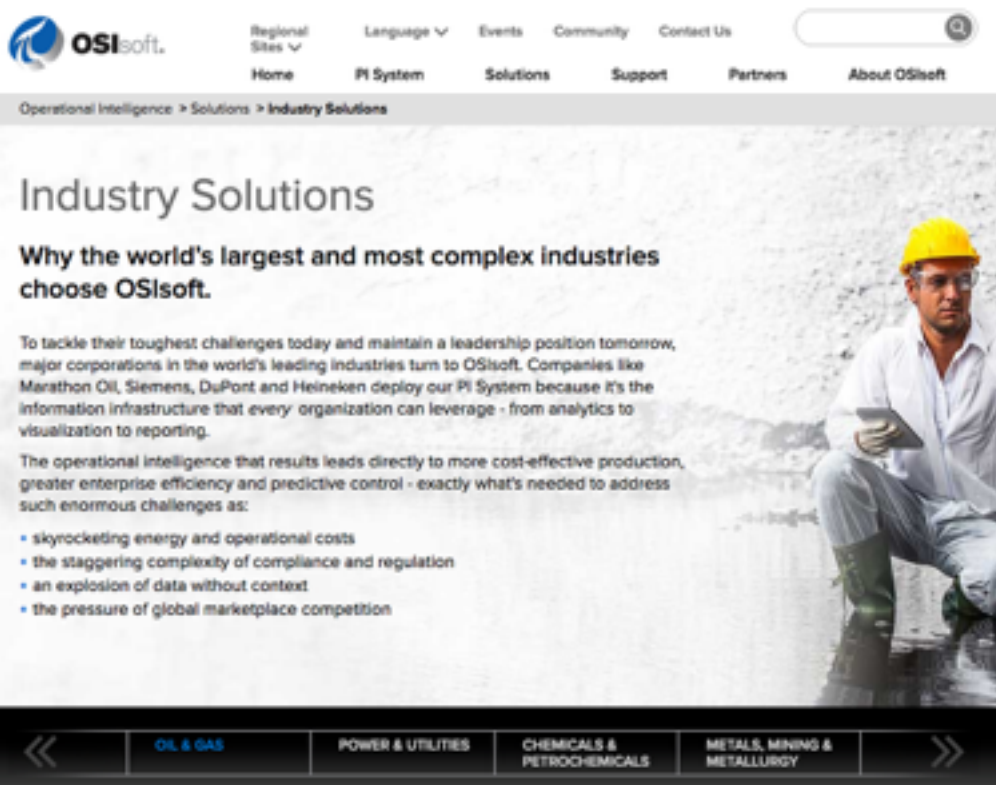 OSIsoft.
Regional Sites
Language
Events
Community
Contact Us
Home
PI System
Solutions
Support
Partners
About OSIsoft
Operational Intelligence > Solutions > Industry Solutions
Industry Solutions
Why the world's largest and most complex industries
choose OSIsoft.
To tackle their toughest challenges today and maintain a leadership position tomorrow,
major corporations in the world's leading industries turn to OSIsoft. Companies like
Marathon Oil, Siemens, DuPont and Heineken deploy our PI System because it's the
information infrastructure that every organization can leverage - from analytics to
visualization to reporting.
The operational intelligence that results leads directly to more cost-effective production,
greater enterprise efficiency and predictive control - exactly what's needed to address
such enormous challenges as:
skyrocketing energy and operational costs
the staggering complexity of compliance and regulation
an explosion of data without context
the pressure of global marketplace competition
OIL & GAS
POWER & UTILITIES
CHEMICALS &
PETROCHEMICALS
METALS, MINING &
METALLURGY